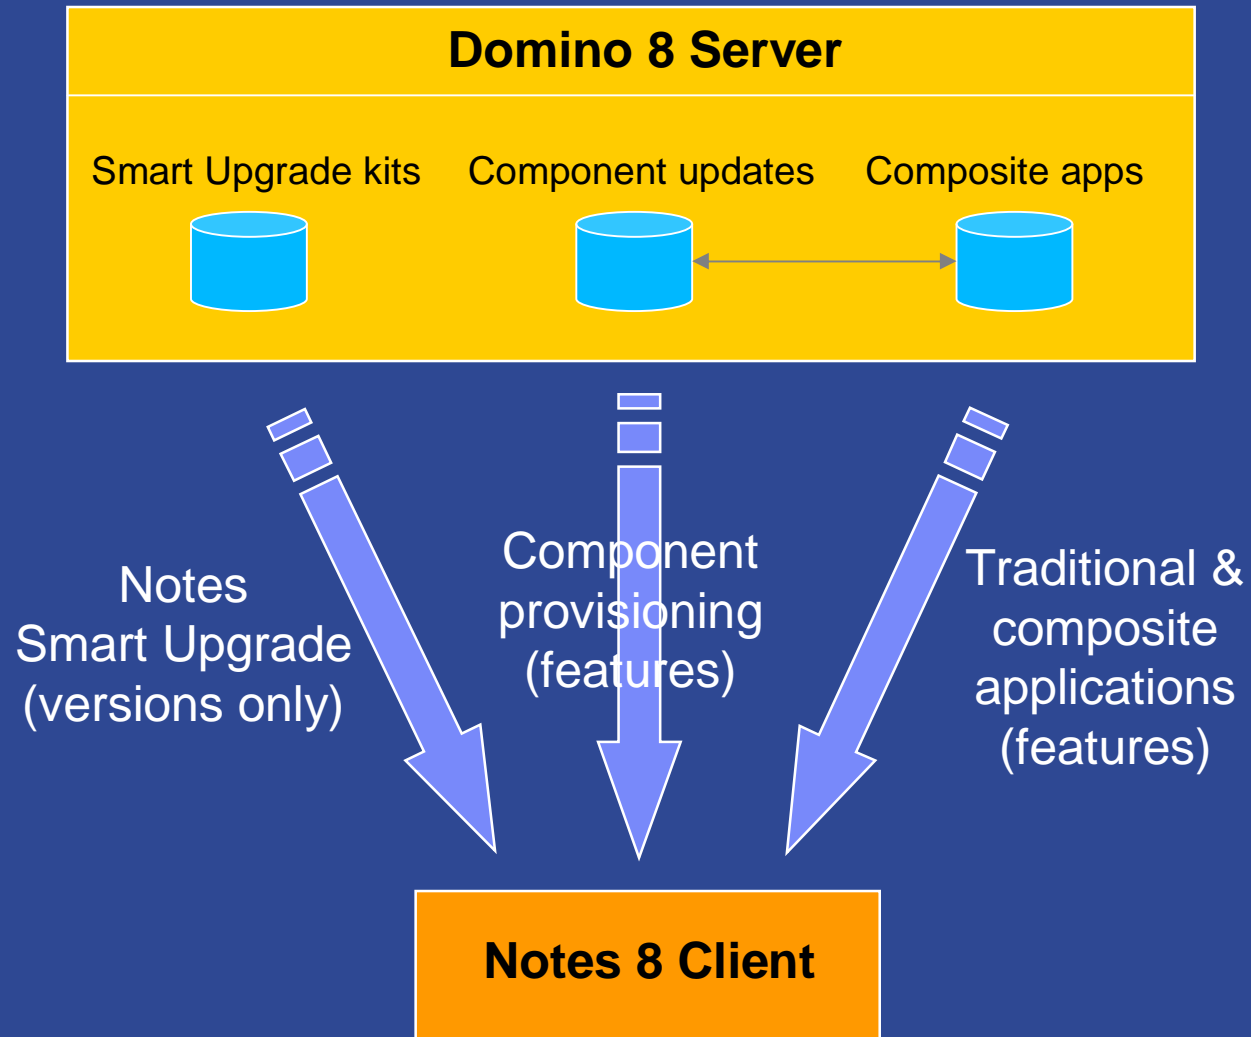 Domino 8 Server
Smart Upgrade kits
Component updates
Composite apps
Notes
Smart Upgrade
(versions only)
Component
provisioning
(features)
Traditional &
composite
applications
(features)
Notes 8 Client